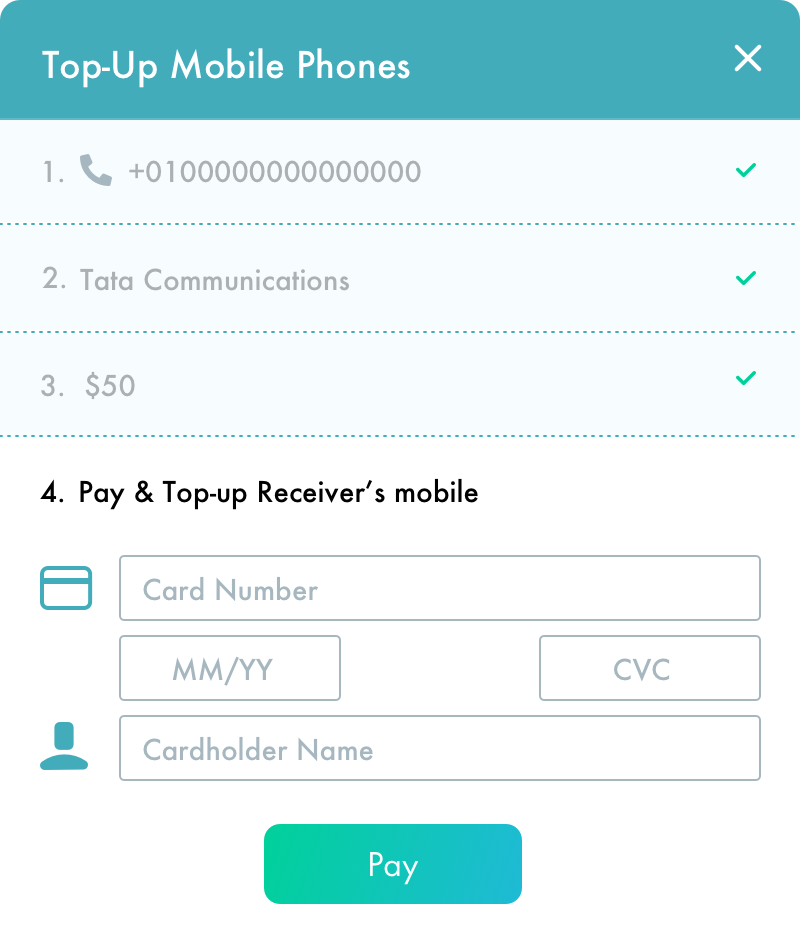 Top-Up Mobile Phones
1. +0100000000000000
2. Tata Communications
3. $50
4. Pay & Top-up Receiver’s mobile
Card Number
MM/YY CVC
Cardholder Name
Pay